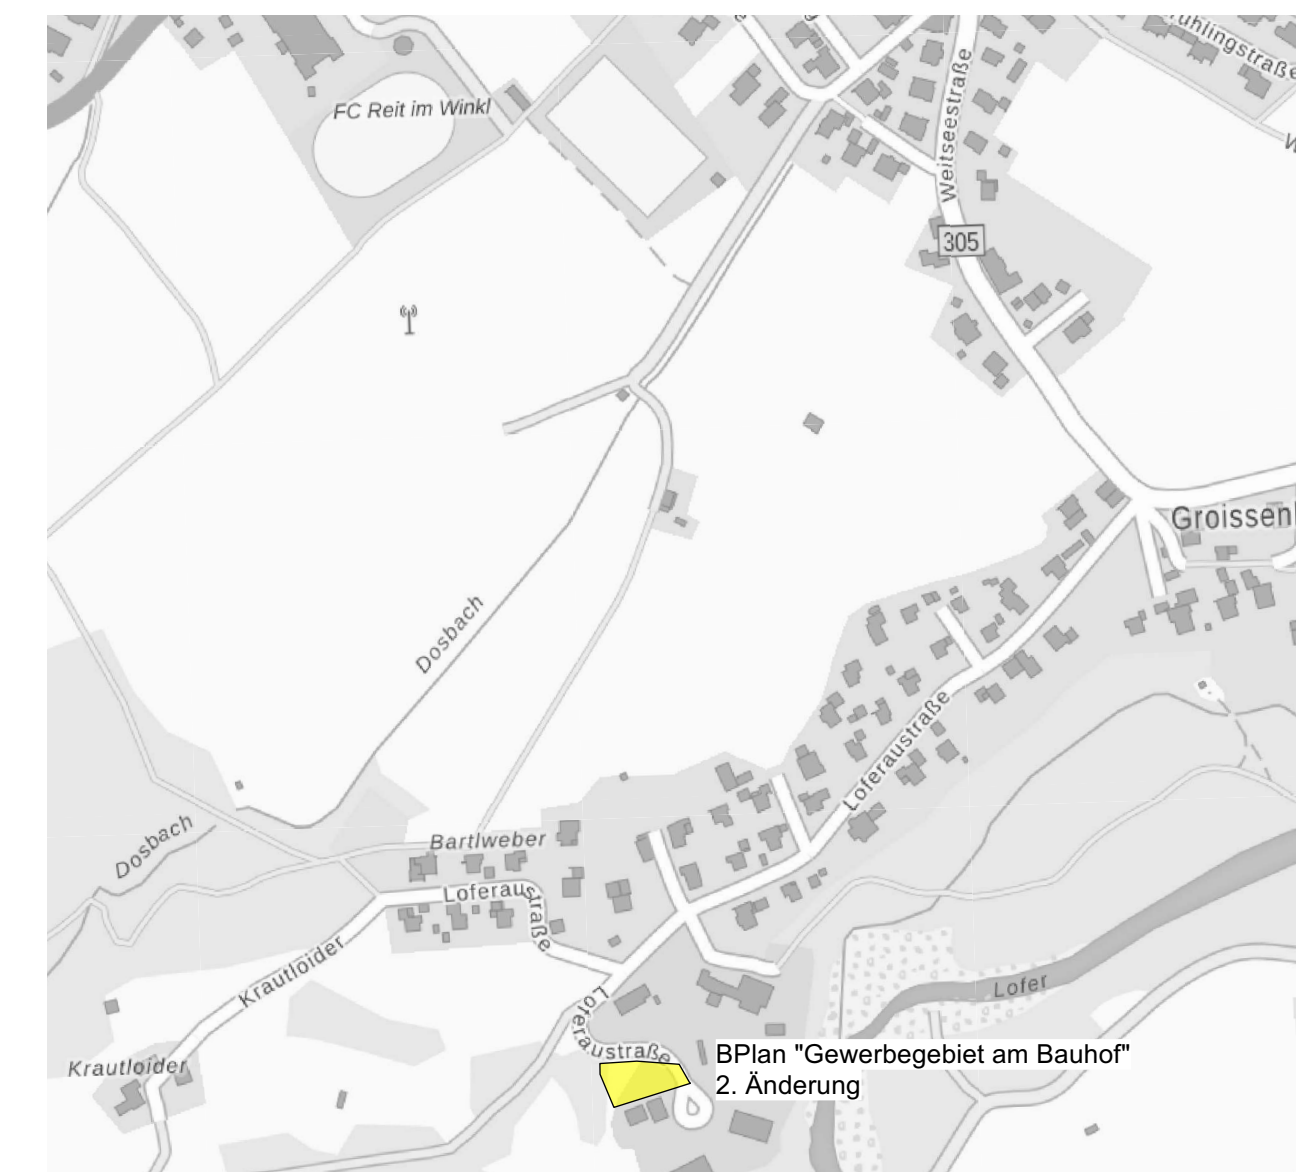 FC Reit im Winkl
Weitseestraße
305
Dosbach
Loferaustraße
Dosbach
Bartlweber
Loferaustraße
Krautloider
Loferaustraße
Lofer
Krautloider
BPlan "Gewerbegebiet am Bauhof"
2. Änderung